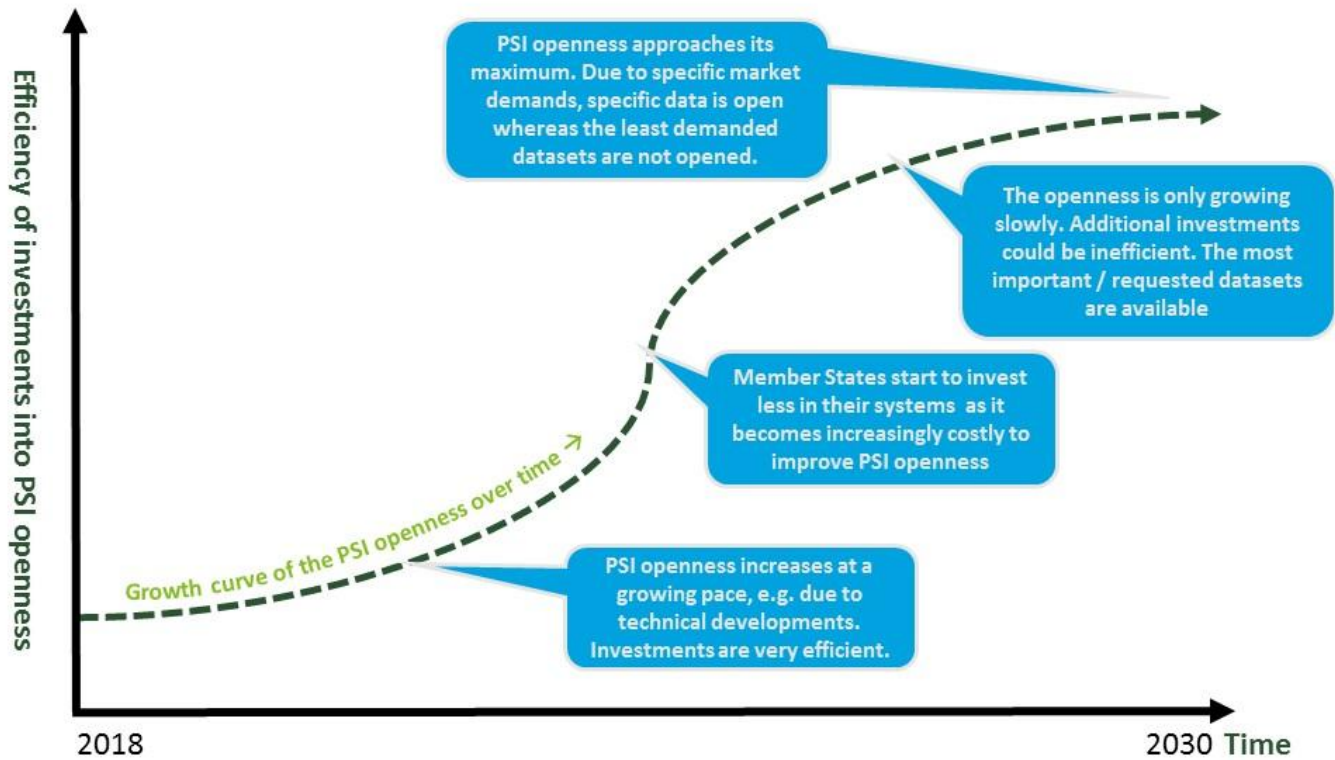 Efficiency of investments into PSI openness
PSI openness approaches its
maximum. Due to specific market
demands, specific data is open
whereas the least demanded
datasets are not opened.
The openness is only growing
slowly. Additional investments
could be inefficient. The most
important / requested datasets
are available
Member States start to invest
less in their systems as it
becomes increasingly costly to
improve PSI openness
Growth curve of the PSI openness over time →
PSI openness increases at a
growing pace, e.g. due to
technical developments.
Investments are very efficient.
2018
2030 Time